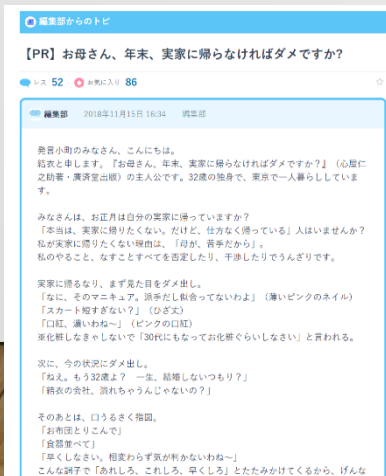 編集部からのトピ
【PR】お母さん、年末、実家に帰らなければダメですか?
レス 52 お気に入り 86
編集部 2018年11月15日 16:34 編集部
発言小町のみなさん、こんにちは。
結衣と申します。『お母さん、年末、実家に帰らなければダメですか？』（心屋仁
之助著・廣済堂出版）の主人公です。32歳の独身で、東京で一人暮らししていま
す。
みなさんは、お正月は自分の実家に帰っていますか？
「本当は、実家に帰りたくない。だけど、仕方なく帰っている」人はいませんか？
私が実家に帰りたくない理由は、「母が、苦手だから」。
私のやること、なすことすべてを否定したり、干渉したりでうんざりです。
実家に帰るなり、まず見た目をダメ出し。
「なに、そのマニキュア。派手だし似合ってないわよ」（薄いピンクのネイル）
「スカート短すぎない？」（ひざ丈）
「口紅、濃いわね～」（ピンクの口紅）
※化粧しなきゃしないで「30代にもなってお化粧ぐらいしなさい」と言われる。
次に、今の状況にダメ出し。
「ねえ。もう32歳よ？　一生、結婚しないつもり？」
「結衣の会社、潰れちゃうんじゃないの？」
そのあとは、口うるさく指図。
「お布団とりこんで」
「食器並べて」
「早くしなさい。相変わらず気が利かないわね～」
こんな調子で「あれしろ、これしろ、早くしろ」とたたみかけてくるから、げんな